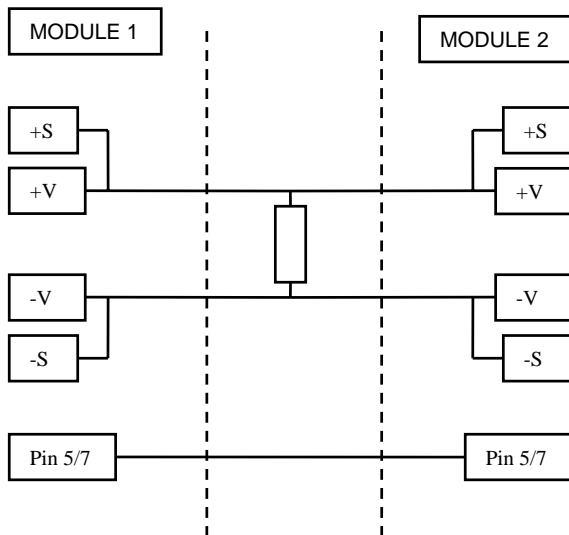 MODULE 1
MODULE 2
+S
+S
+V
+V
-V
-V
-S
-S
Pin 5/7
Pin 5/7